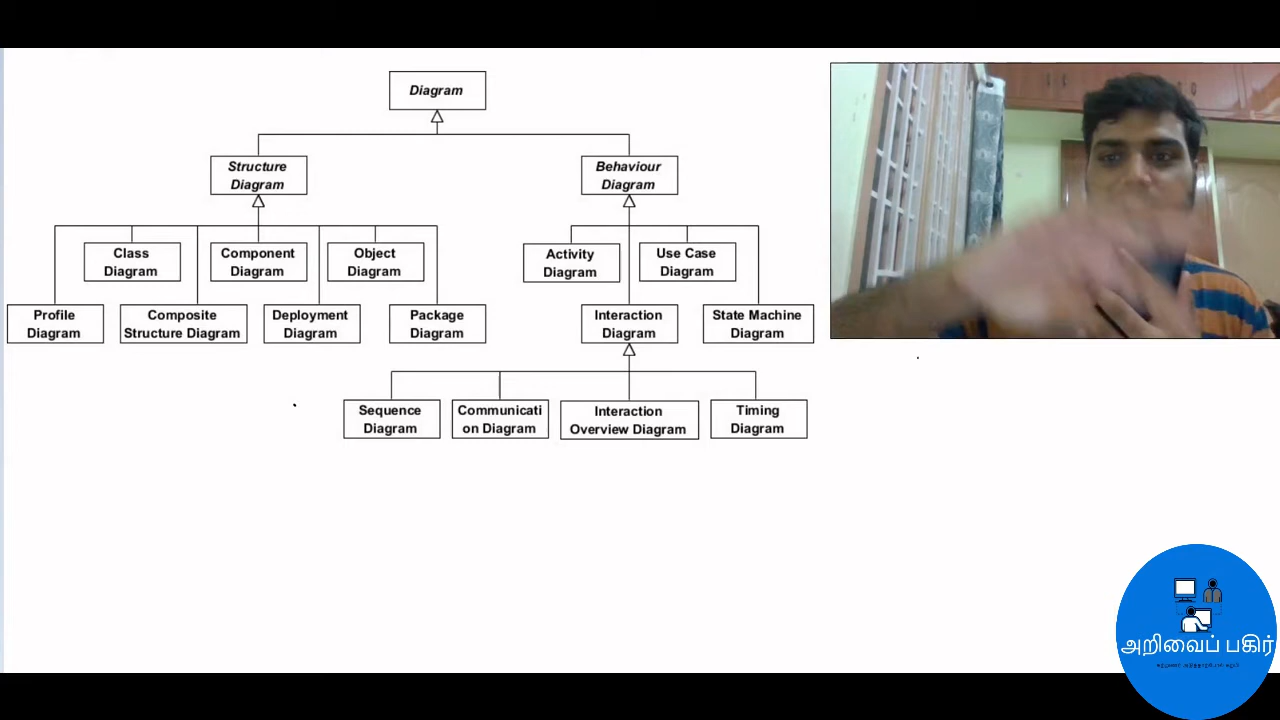 Diagram
Structure
Diagram
Behaviour
Diagram
Class
Diagram
Component
Diagram
Object
Diagram
Activity
Diagram
Use Case
Diagram
Profile
Diagram
Composite
Structure Diagram
Deployment
Diagram
Package
Diagram
Interaction
Diagram
State Machine
Diagram
Sequence
Diagram
Communicati
on Diagram
Interaction
Overview Diagram
Timing
Diagram
அறிவைப் பகிர்